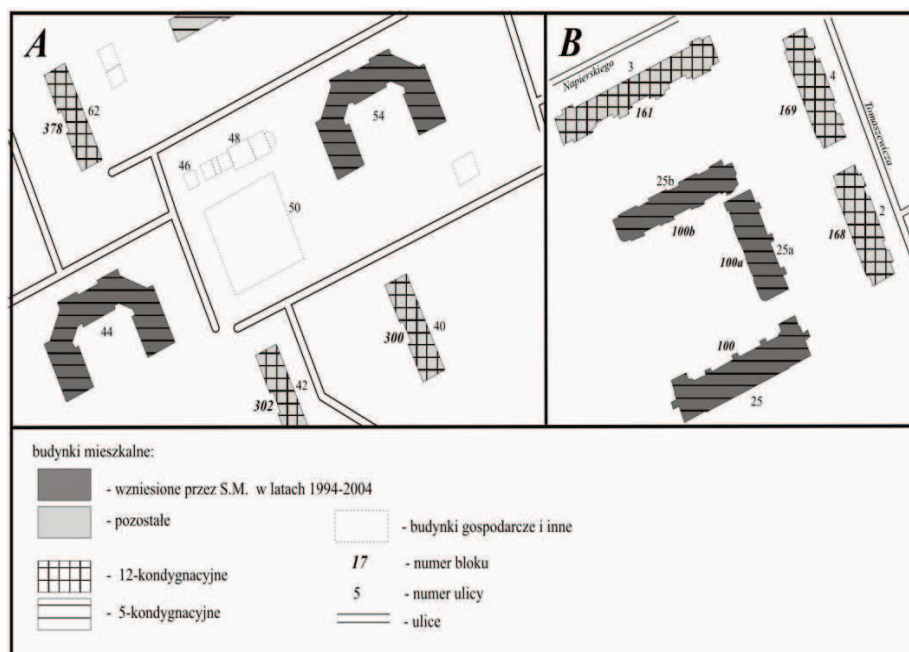 A
62
378
46
48
54
50
44
40
300
42
302
B
Napierskiego
3
161
4
169
Tomaszewicza
25b
100b
2
168
25a
100a
100
25
budynki mieszkalne:
- wzniesione przez S.M. w latach 1994-2004
- pozostałe
- 12-kondygnacyjne
- 5-kondygnacyjne
- budynki gospodarcze i inne
17 - numer bloku
5 - numer ulicy
- ulice